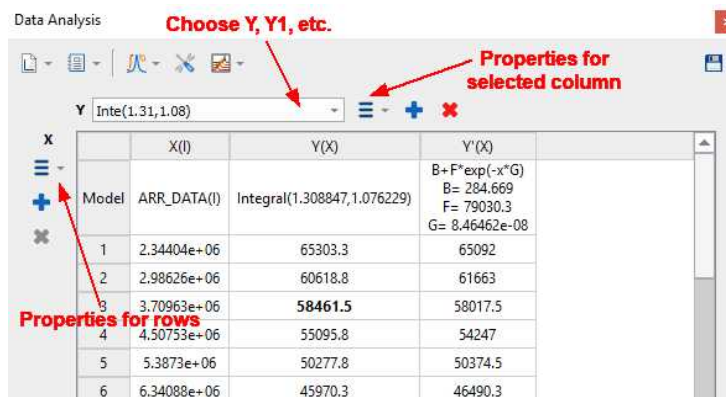 Data Analysis
Choose Y, Y1, etc.
Properties for
selected column
Y Inte(1.31,1.08)
X
X(I) Y(X) Y'(X)
Model ARR_DATA(I) Integral(1.308847,1.076229) B+F*exp(-x*G)
B= 284.669
F= 79030.3
G= 8.46462e-08
1 2.34404e+06 65303.3 65092
2 2.98626e+06 60618.8 61663
3 3.70963e+06 58461.5 58017.5
Properties for rows
4 4.50753e+06 55095.8 54247
5 5.3873e+06 50277.8 50374.5
6 6.34088e+06 45970.3 46490.3